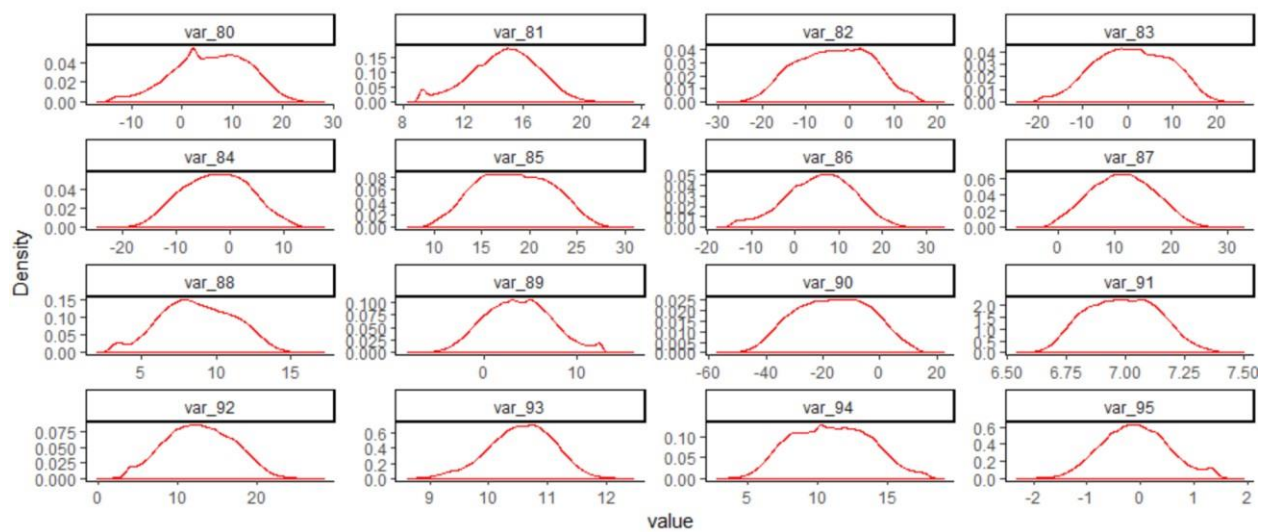 var_80
0.04
0.02
0.00
-10 0 10 20 30
var_81
0.15
0.10
0.05
0.00
8 12 16 20 24
var_82
0.04
0.03
0.02
0.01
0.00
-30 -20 -10 0 10 20
var_83
0.04
0.03
0.02
0.01
0.00
-20 -10 0 10 20
var_84
0.04
0.02
0.00
-20 -10 0 10
var_85
0.08
0.06
0.04
0.02
0.00
10 15 20 25 30
var_86
0.05
0.04
0.03
0.02
0.01
0.00
-20 -10 0 10 20 30
var_87
0.06
0.04
0.02
0.00
0 10 20 30
Density
var_88
0.15
0.10
0.05
0.00
5 10 15
var_89
0.100
0.075
0.050
0.025
0.000
0 10
var_90
0.025
0.020
0.015
0.010
0.005
0.000
-60 -40 -20 0 20
var_91
2.0
1.5
1.0
0.5
0.0
6.50 6.75 7.00 7.25 7.50
var_92
0.075
0.050
0.025
0.000
0 10 20
var_93
0.6
0.4
0.2
0.0
9 10 11 12
var_94
0.10
0.05
0.00
5 10 15
var_95
0.6
0.4
0.2
0.0
-2 -1 0 1 2
value